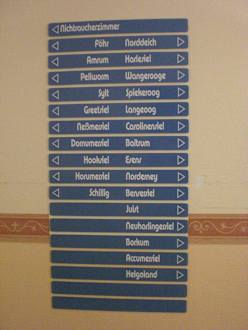 Nichtraucherzimmer
Föhr Norddeich
Amrum Harlesiel
Pellworm Wangerooge
Sylt Spiekeroog
Greetsiel Langeoog
Neßmersiel Carolinensiel
Dornumersiel Baltrum
Hooksiel Esens
Horumersiel Norderney
Schillig Bensersiel
Juist
Neuharlingersiel
Borkum
Accumersiel
Helgoland